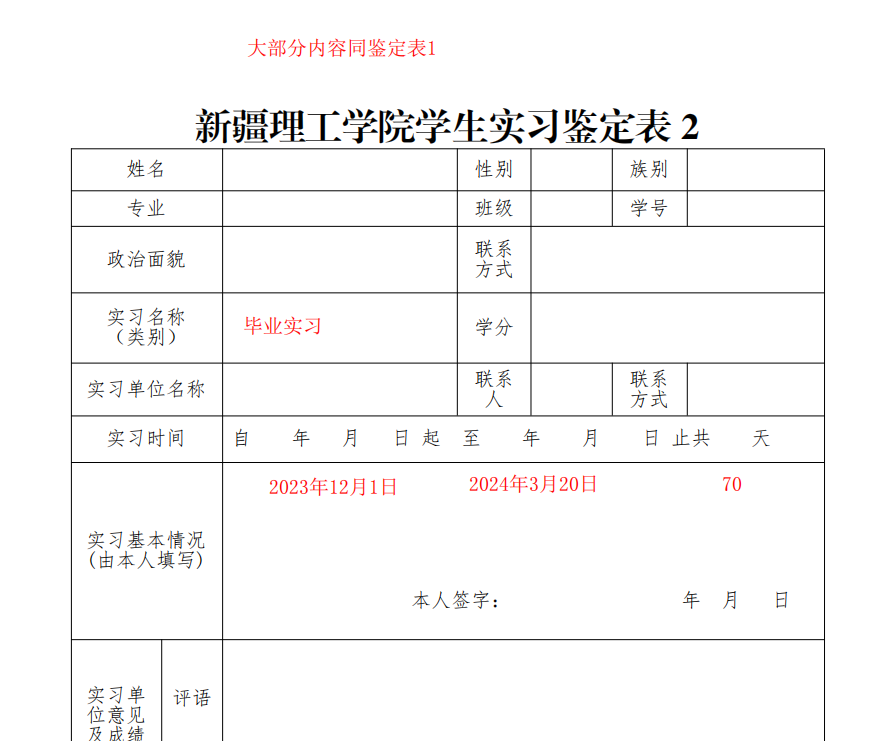 大部分内容同鉴定表1
新疆理工学院学生实习鉴定表 2
姓名 性别 族别
专业 班级 学号
政治面貌 联系
方式
实习名称
（类别） 毕业实习 学分
实习单位名称 联系
人 联系
方式
实习时间 自 年 月 日 起 至 年 月 日 止共 天
2023年12月1日 2024年3月20日 70
实习基本情况
(由本人填写)
本人签字： 年 月 日
实习单
位意见
及成绩
评语